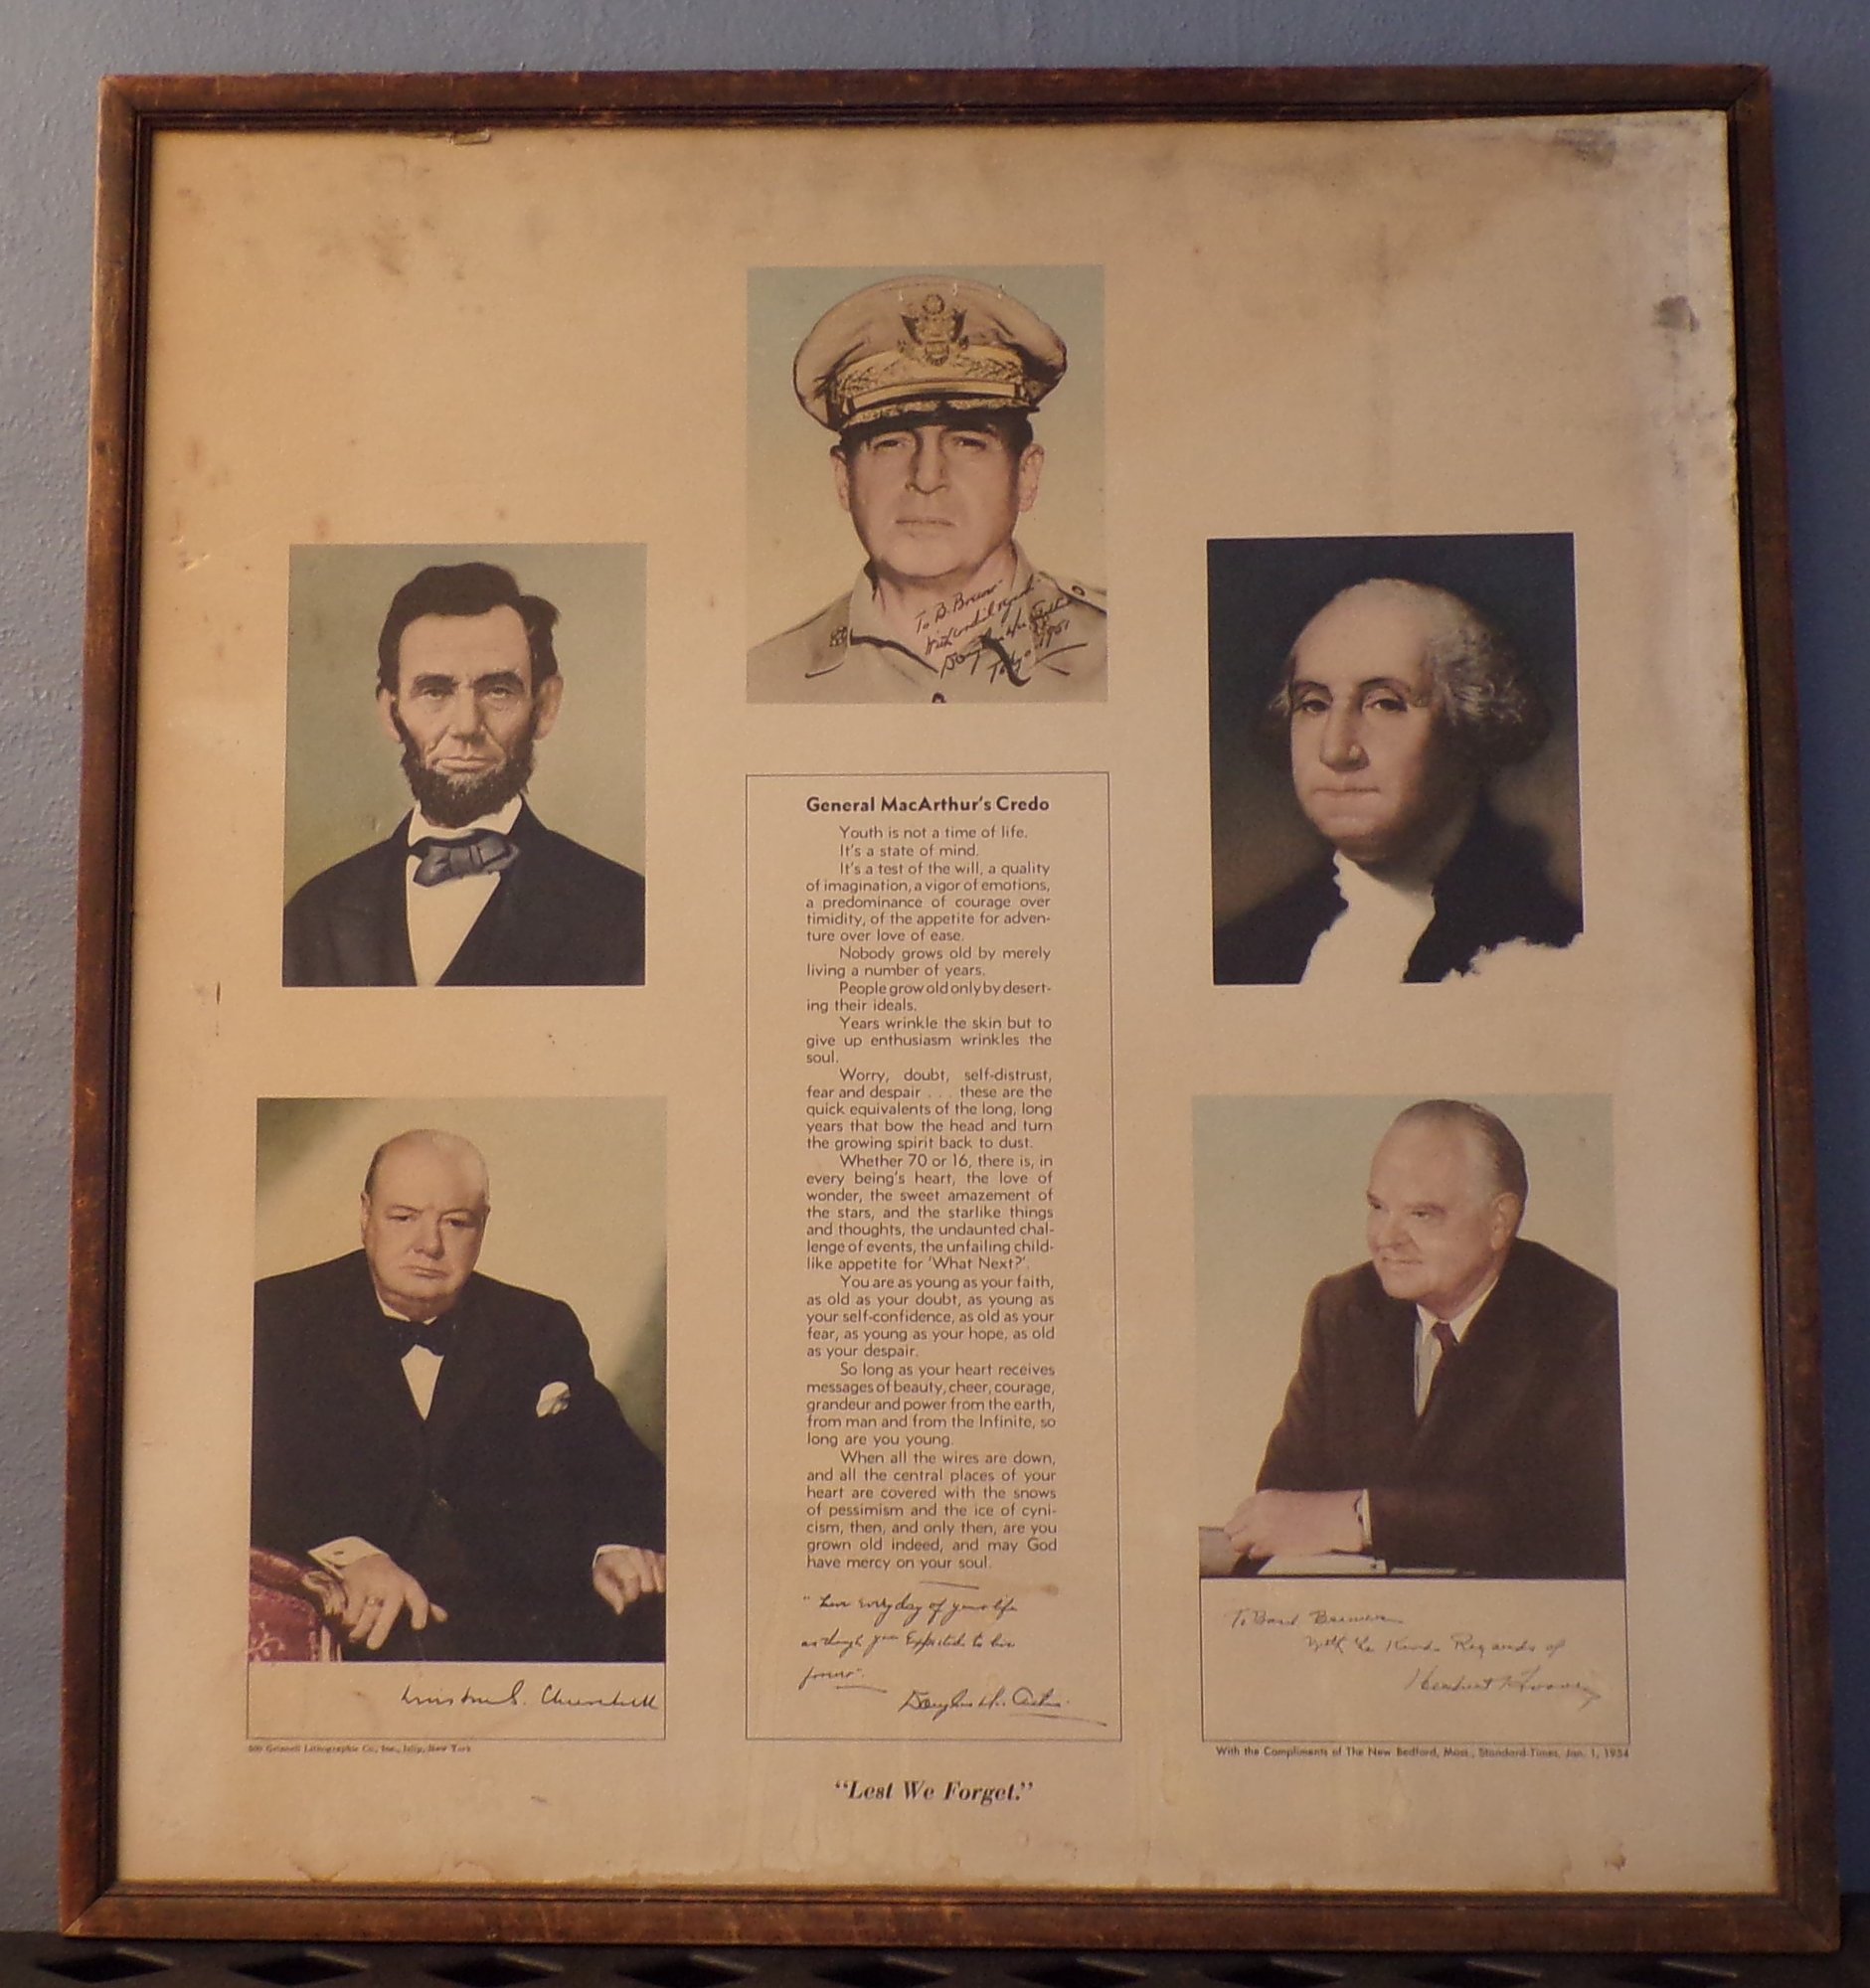 To B. Brewer
With cordial regard
Douglas MacArthur
Tokyo 1951
General MacArthur's Credo
Youth is not a time of life.
It's a state of mind.
It's a test of the will, a quality
of imagination, a vigor of emotions,
a predominance of courage over
timidity, of the appetite for adven-
ture over love of ease.
Nobody grows old by merely
living a number of years.
People grow old only by desert-
ing their ideals.
Years wrinkle the skin but to
give up enthusiasm wrinkles the
soul.
Worry, doubt, self-distrust,
fear and despair . . . these are the
quick equivalents of the long, long
years that bow the head and turn
the growing spirit back to dust.
Whether 70 or 16, there is, in
every being's heart, the love of
wonder, the sweet amazement of
the stars, and the starlike things
and thoughts, the undaunted chal-
lenge of events, the unfailing child-
like appetite for 'What Next?'.
You are as young as your faith,
as old as your doubt, as young as
your self-confidence, as old as your
fear, as young as your hope, as old
as your despair.
So long as your heart receives
messages of beauty, cheer, courage,
grandeur and power from the earth,
from man and from the Infinite, so
long are you young.
When all the wires are down,
and all the central places of your
heart are covered with the snows
of pessimism and the ice of cyni-
cism, then, and only then, are you
grown old indeed, and may God
have mercy on your soul.
"Live every day of your life
as though you expected to live
forever".
Douglas MacArthur.
Winston S. Churchill
To Basil Brewer
With the Kind Regards of
Herbert Hoover
Grinnell Lithographic Co., Inc., Islip, New York
With the Compliments of The New Bedford, Mass., Standard-Times, Jan. 1, 1954
"Lest We Forget."